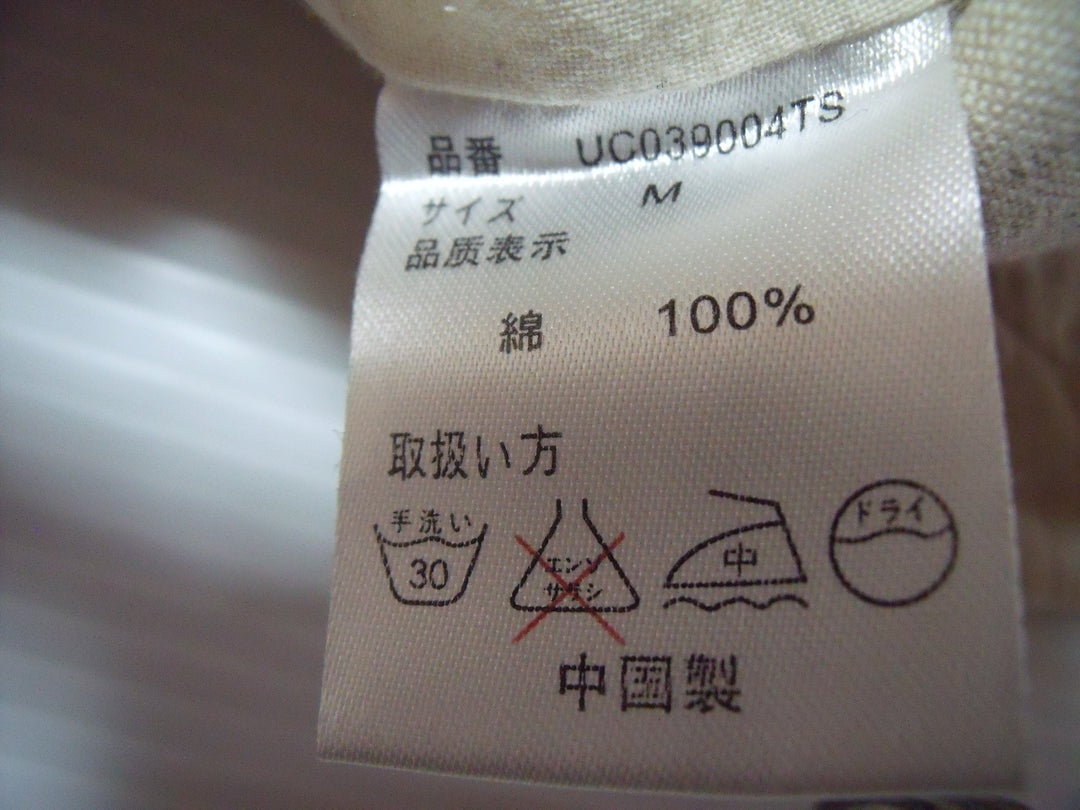 品番 UC039004TS
サイズ M
品质表示
綿 100%
取扱い方
手洗い
30
エンソ
サラシ
中
ドライ
中国製